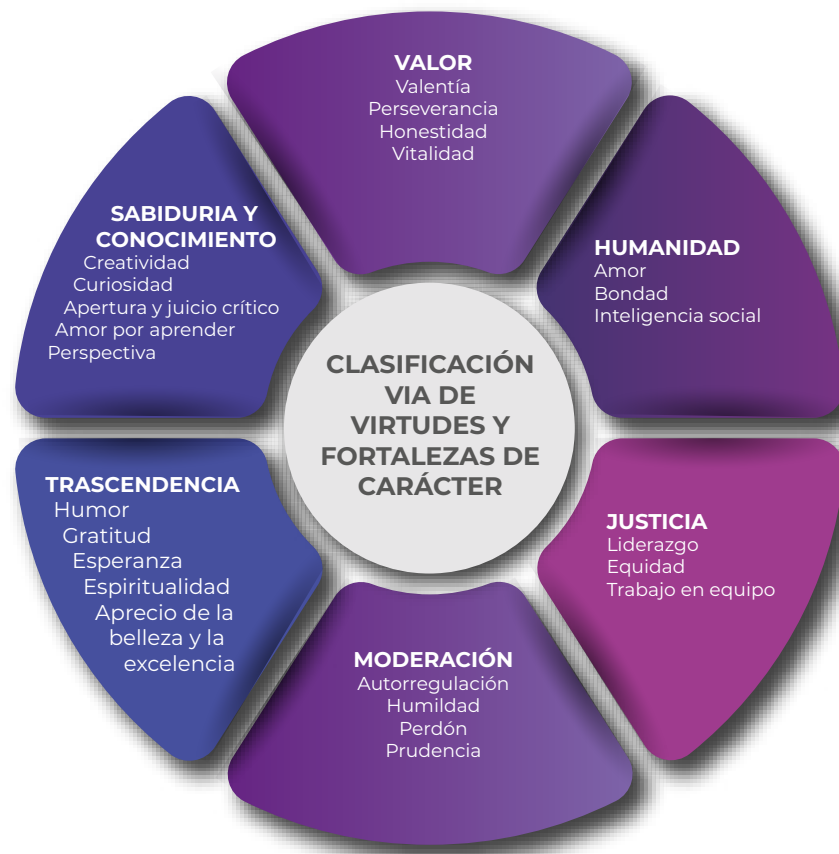 VALOR
Valentía
Perseverancia
Honestidad
Vitalidad
HUMANIDAD
Amor
Bondad
Inteligencia social
JUSTICIA
Liderazgo
Equidad
Trabajo en equipo
MODERACIÓN
Autorregulación
Humildad
Perdón
Prudencia
TRASCENDENCIA
Humor
Gratitud
Esperanza
Espiritualidad
Aprecio de la
belleza y la
excelencia
SABIDURIA Y
CONOCIMIENTO
Creatividad
Curiosidad
Apertura y juicio crítico
Amor por aprender
Perspectiva
CLASIFICACIÓN
VIA DE
VIRTUDES Y
FORTALEZAS DE
CARÁCTER